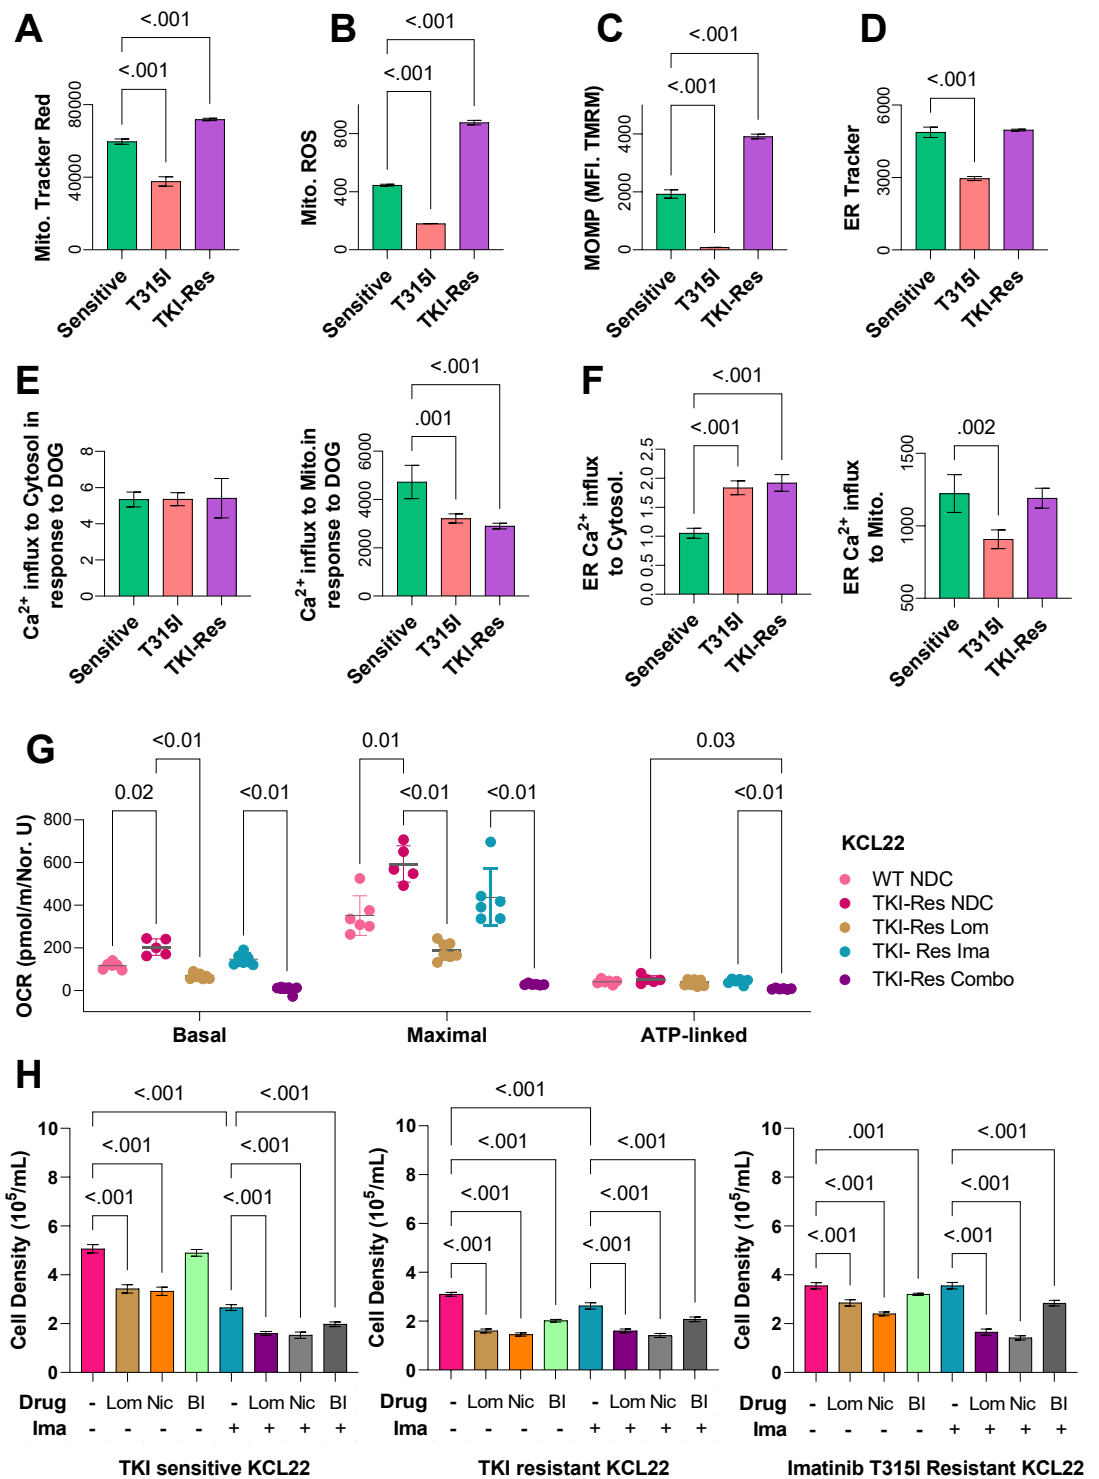 A
<.001
<.001
Mito. Tracker Red
80000
40000
0
Sensitive
T315I
TKI-Res
B
<.001
<.001
Mito. ROS
800
400
0
Sensitive
T315I
TKI-Res
C
<.001
<.001
MOMP (MFI. TMRM)
4000
2000
0
Sensitive
T315I
TKI-Res
D
<.001
ER Tracker
6000
3000
0
Sensitive
T315I
TKI-Res
E
Ca2+ influx to Cytosol in
response to DOG
8
6
4
2
0
Sensitive
T315I
TKI-Res
<.001
.001
Ca2+ influx to Mito.in
response to DOG
6000
4000
2000
0
Sensitive
T315I
TKI-Res
F
<.001
<.001
ER Ca2+ influx
to Cytosol.
2.5
2.0
1.5
1.0
0.5
0.0
Sensetive
T315I
TKI-Res
.002
ER Ca2+ influx
to Mito.
1500
1000
500
Sensitive
T315I
TKI-Res
G
<0.01
0.02
<0.01
0.01
<0.01
<0.01
0.03
<0.01
OCR (pmol/m/Nor. U)
800
600
400
200
0
Basal
Maximal
ATP-linked
KCL22
WT NDC
TKI-Res NDC
TKI-Res Lom
TKI- Res Ima
TKI-Res Combo
H
<.001
<.001
<.001
<.001
<.001
<.001
<.001
Cell Density (105/mL)
10
8
6
4
2
0
Drug - Lom Nic BI - Lom Nic BI
Ima - - - - + + + +
TKI sensitive KCL22
<.001
<.001
<.001
<.001
<.001
<.001
<.001
Cell Density (105/mL)
10
8
6
4
2
0
Drug - Lom Nic BI - Lom Nic BI
Ima - - - - + + + +
TKI resistant KCL22
.001
<.001
<.001
<.001
<.001
<.001
Cell Density (105/mL)
10
8
6
4
2
0
Drug - Lom Nic BI - Lom Nic BI
Ima - - - - + + + +
Imatinib T315I Resistant KCL22